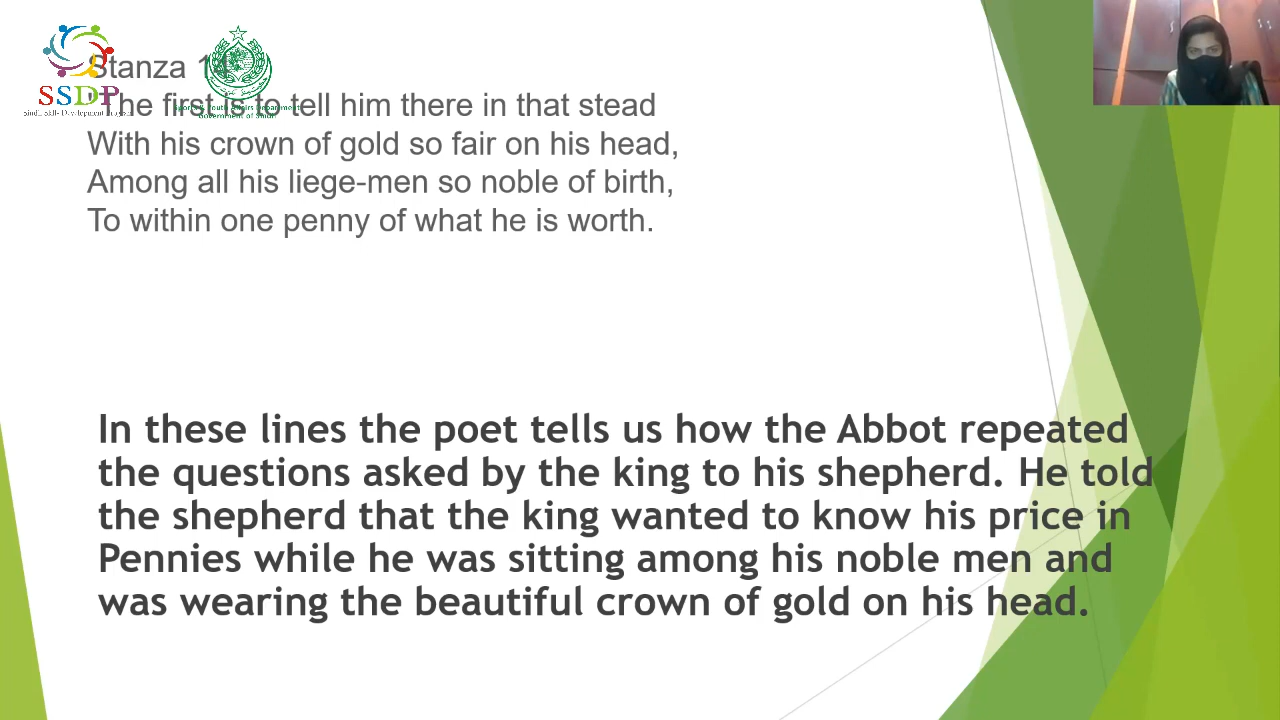 Stanza
SSDP
"The first is to tell him there in that stead
With his crown of gold so fair on his head,
Among all his liege-men so noble of birth,
To within one penny of what he is worth.
In these lines the poet tells us how the Abbot repeated
the questions asked by the king to his shepherd. He told
the shepherd that the king wanted to know his price in
Pennies while he was sitting among his noble men and
was wearing the beautiful crown of gold on his head.